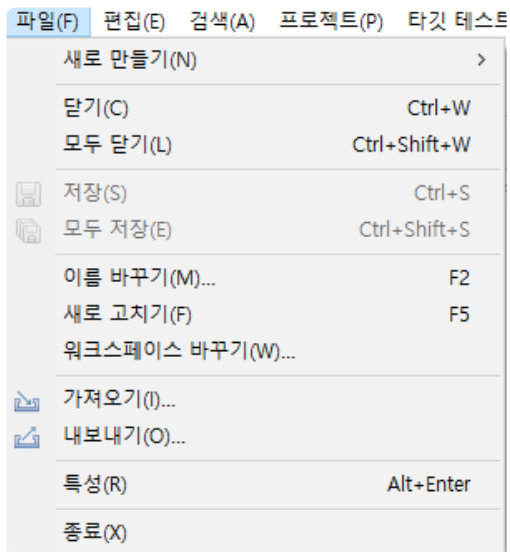 파일(F) 편집(E) 검색(A) 프로젝트(P) 타깃 테스트
새로 만들기(N) >
닫기(C) Ctrl+W
모두 닫기(L) Ctrl+Shift+W
저장(S) Ctrl+S
모두 저장(E) Ctrl+Shift+S
이름 바꾸기(M)... F2
새로 고치기(F) F5
워크스페이스 바꾸기(W)...
가져오기(I)...
내보내기(O)...
특성(R) Alt+Enter
종료(X)